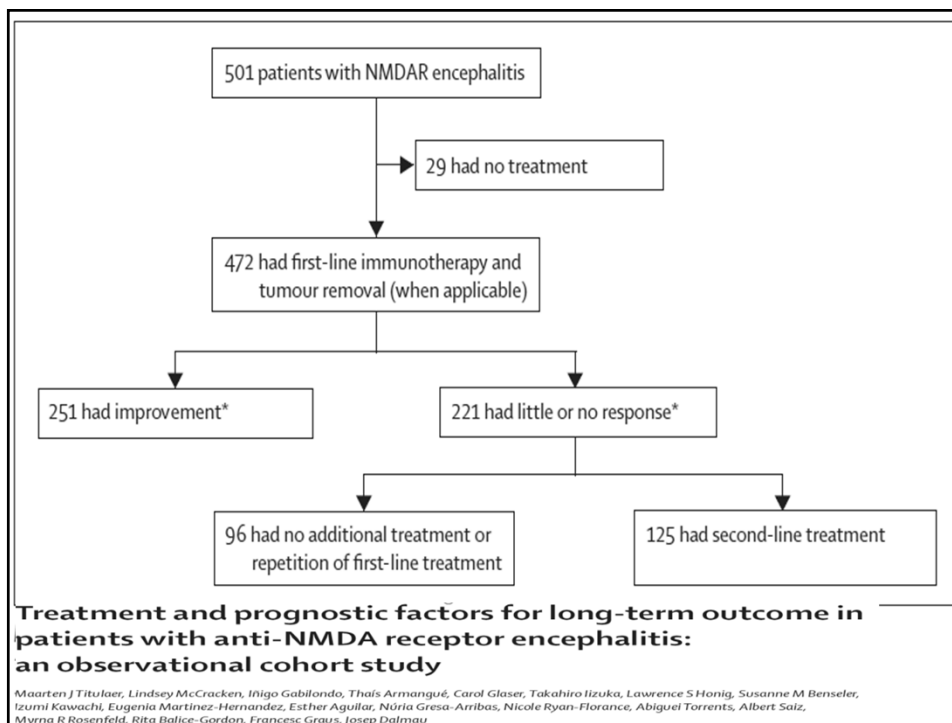 501 patients with NMDAR encephalitis
29 had no treatment
472 had first-line immunotherapy and
tumour removal (when applicable)
251 had improvement*
221 had little or no response*
96 had no additional treatment or
repetition of first-line treatment
125 had second-line treatment
Treatment and prognostic factors for long-term outcome in
patients with anti-NMDA receptor encephalitis:
an observational cohort study
Maarten J Titulaer, Lindsey McCracken, Iñigo Gabilondo, Thaís Armangué, Carol Glaser, Takahiro Iizuka, Lawrence S Honig, Susanne M Benseler,
Izumi Kawachi, Eugenia Martinez-Hernandez, Esther Aguilar, Núria Gresa-Arribas, Nicole Ryan-Florance, Abiguei Torrents, Albert Saiz,
Myrna R Rosenfeld, Rita Balice-Gordon, Francesc Graus, Josep Dalmau